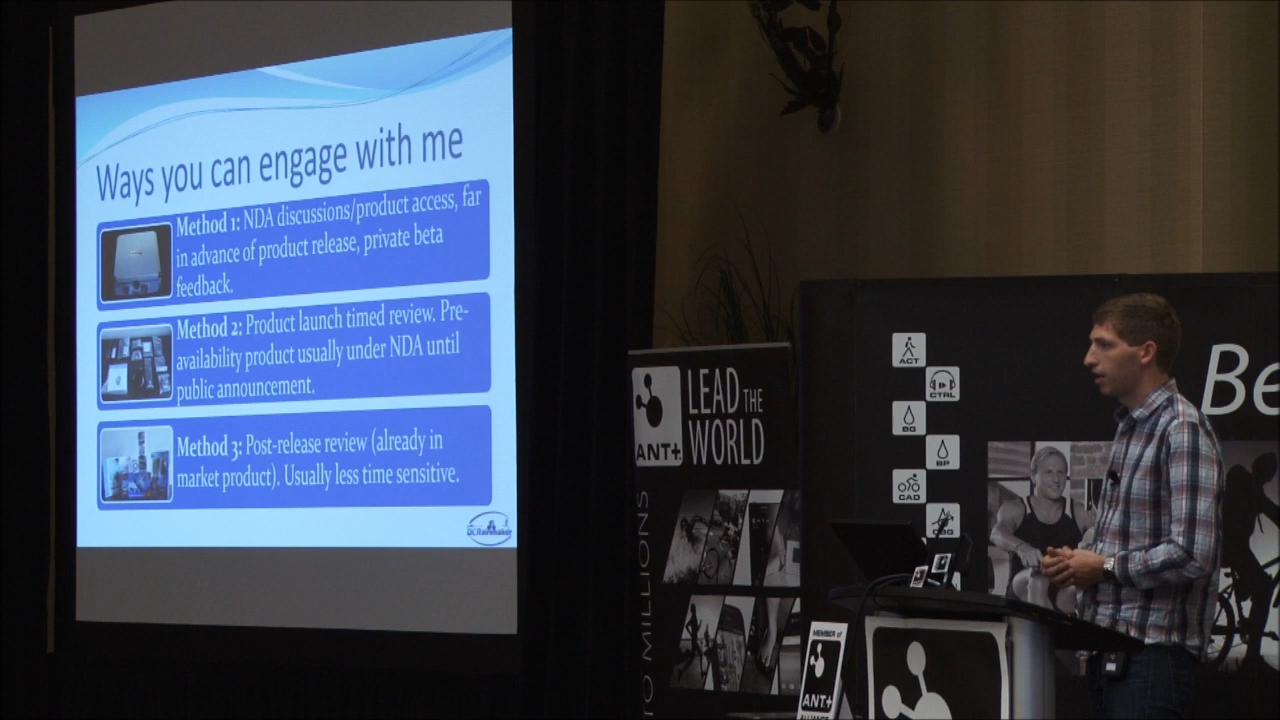 Ways you can engage with me
Method 1: NDA discussions/product access, far
in advance of product release, private beta
feedback.
Method 2: Product launch timed review. Pre-
availability product usually under NDA until
public announcement.
Method 3: Post-release review (already in
market product). Usually less time sensitive.
DCRainmaker
LEAD THE
WORLD
ANT+
TO MILLIONS
ACT
CTRL
BG
BP
CAD
Be
MEMBER of
ANT+
ALLIANCE